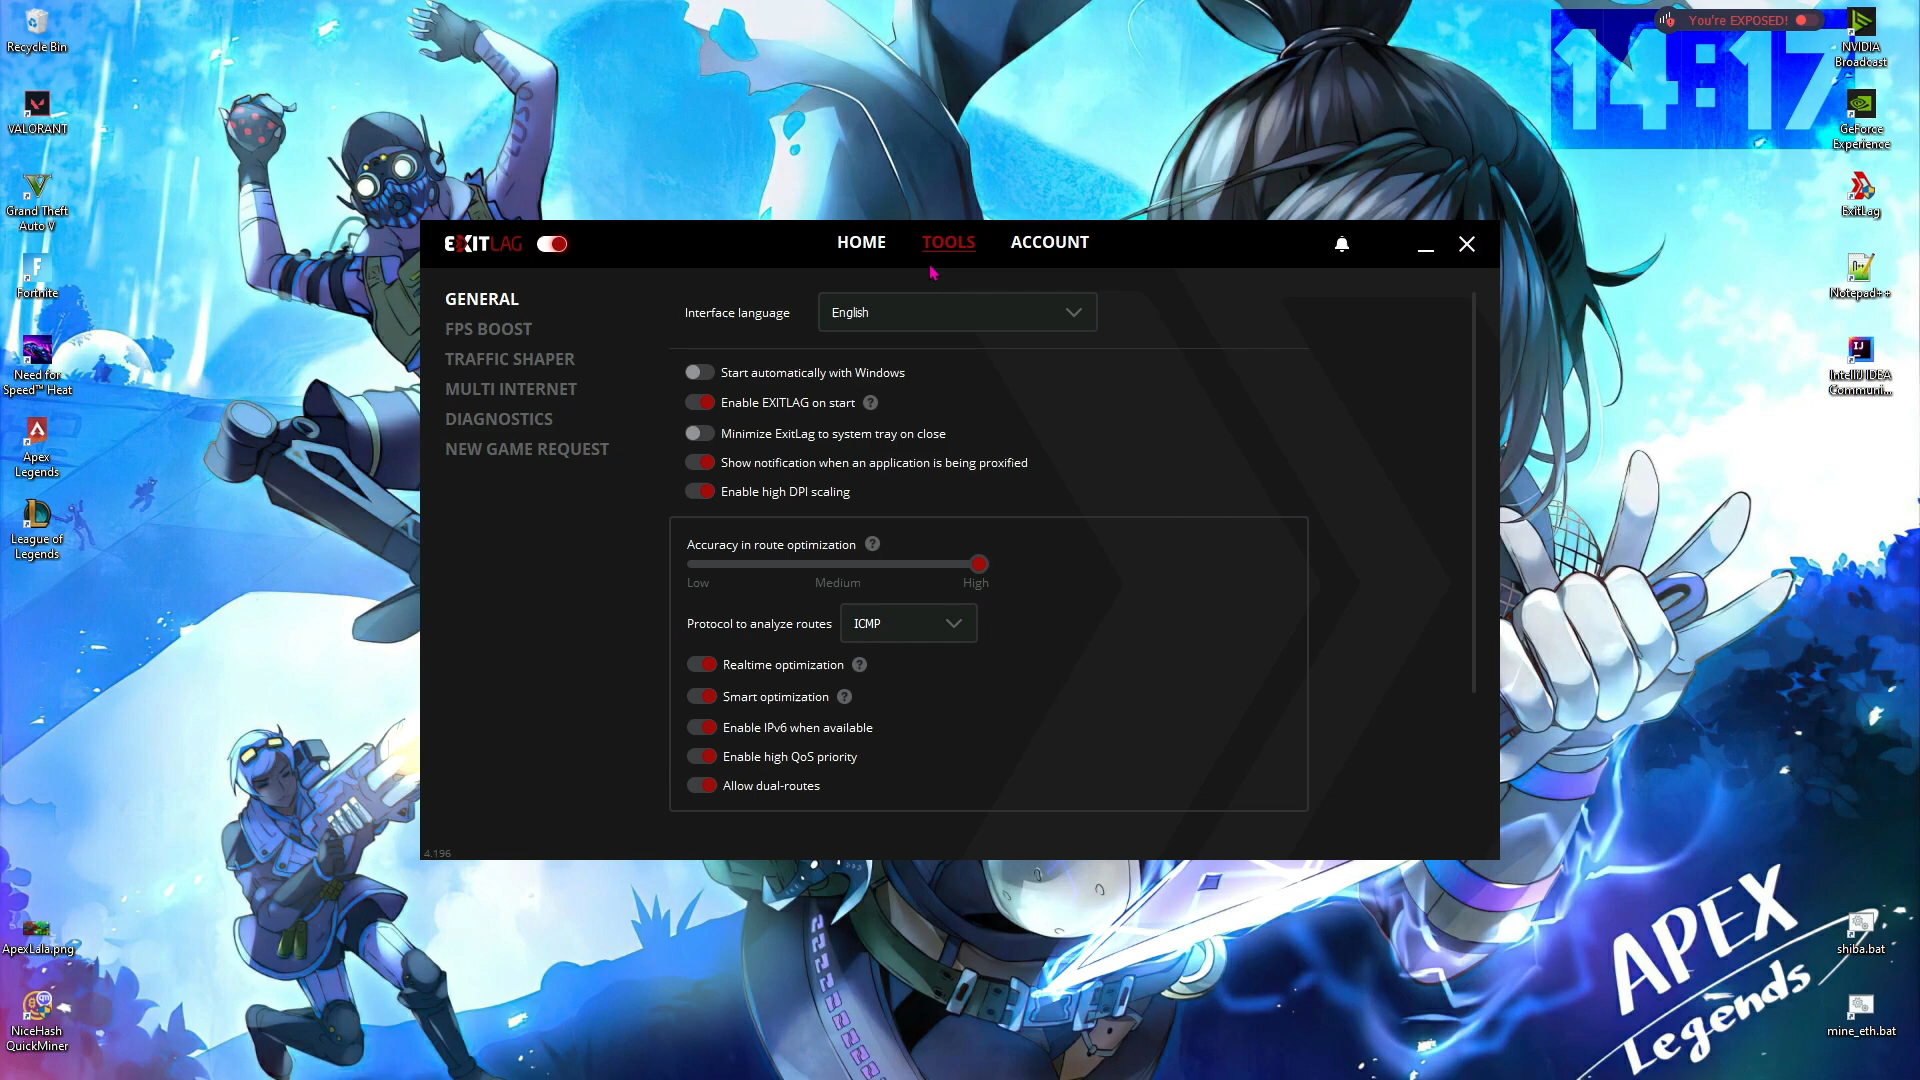 Recycle Bin
VALORANT
Grand Theft
Auto V
Fortnite
Need for
Speed™ Heat
Apex
Legends
League of
Legends
ApexLala.png
NiceHash
QuickMiner
LUSO
You're EXPOSED!
14:17
NVIDIA
Broadcast
GeForce
Experience
ExitLag
Notepad++
IntelliJ IDEA
Communi...
shiba.bat
mine_eth.bat
EXITLAG
HOME
TOOLS
ACCOUNT
GENERAL
FPS BOOST
TRAFFIC SHAPER
MULTI INTERNET
DIAGNOSTICS
NEW GAME REQUEST
Interface language
English
Start automatically with Windows
Enable EXITLAG on start ?
Minimize ExitLag to system tray on close
Show notification when an application is being proxified
Enable high DPI scaling
Accuracy in route optimization ?
Low
Medium
High
Protocol to analyze routes
ICMP
Realtime optimization ?
Smart optimization ?
Enable IPv6 when available
Enable high QoS priority
Allow dual-routes
4.196
APEX
Legends